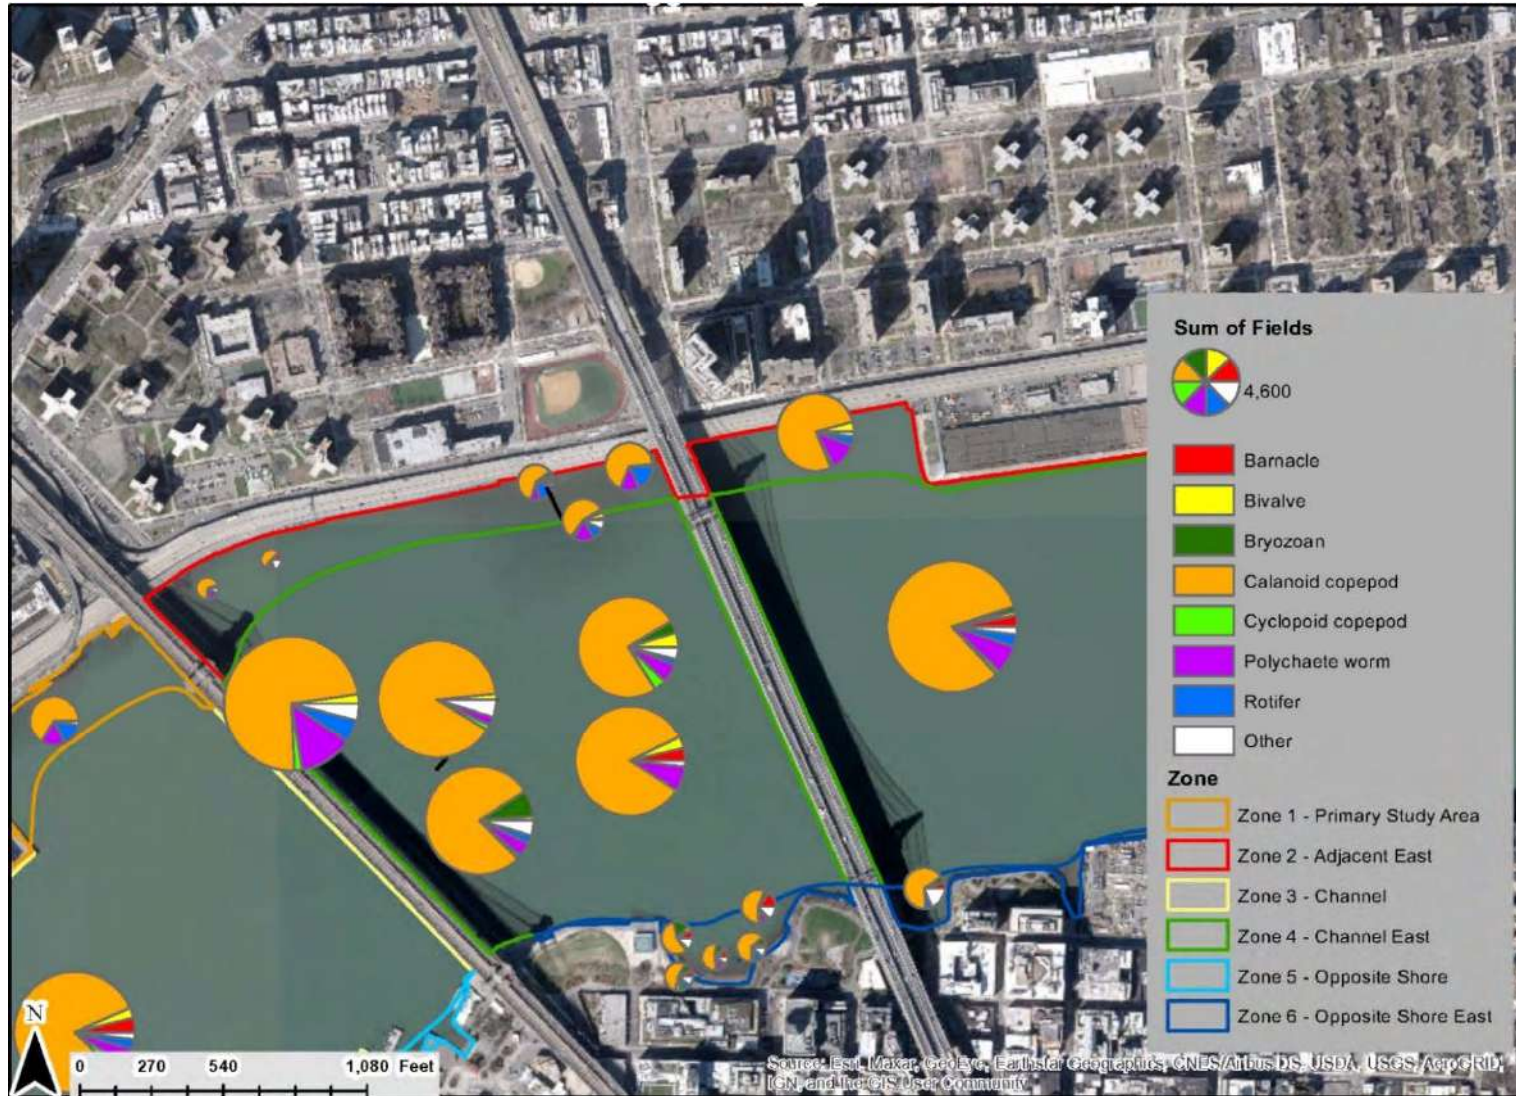 Sum of Fields
4,600
Barnacle
Bivalve
Bryozoan
Calanoid copepod
Cyclopoid copepod
Polychaete worm
Rotifer
Other
Zone
Zone 1 - Primary Study Area
Zone 2 - Adjacent East
Zone 3 - Channel
Zone 4 - Channel East
Zone 5 - Opposite Shore
Zone 6 - Opposite Shore East
N
0 270 540 1,080 Feet
Source: Esri, Maxar, GeoEye, Earthstar Geographics, CNES/Airbus DS, USDA, USGS, AeroGRID,
IGN, and the GIS User Community